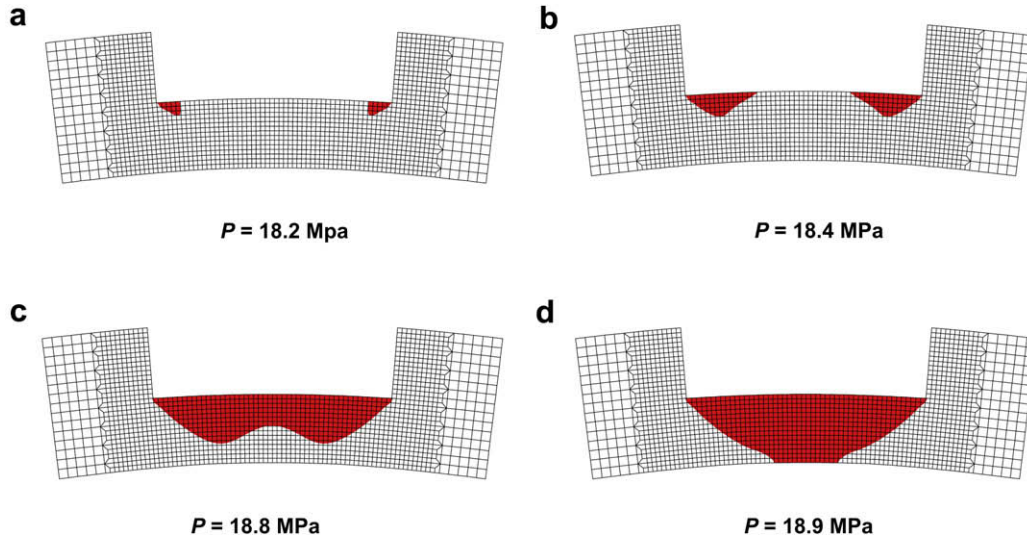 a
b
P = 18.2 Mpa
P = 18.4 MPa
c
d
P = 18.8 MPa
P = 18.9 MPa